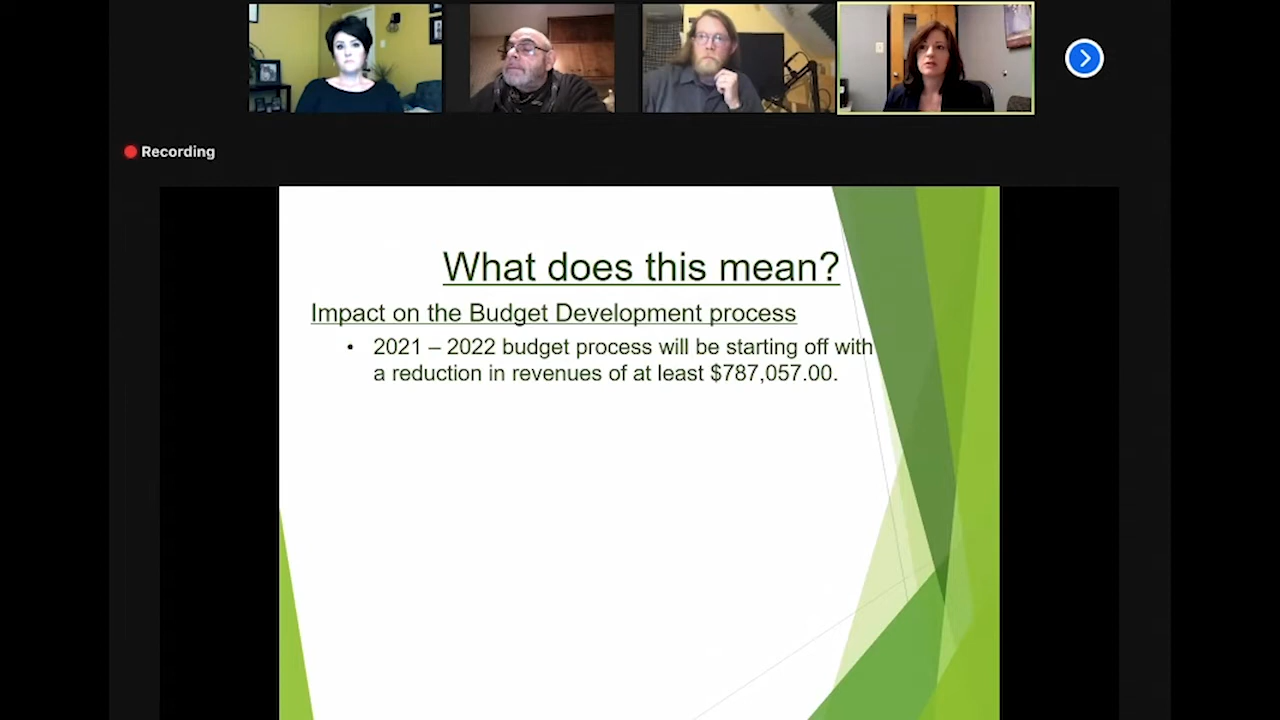 Recording
What does this mean?
Impact on the Budget Development process
• 2021 – 2022 budget process will be starting off with
a reduction in revenues of at least $787,057.00.